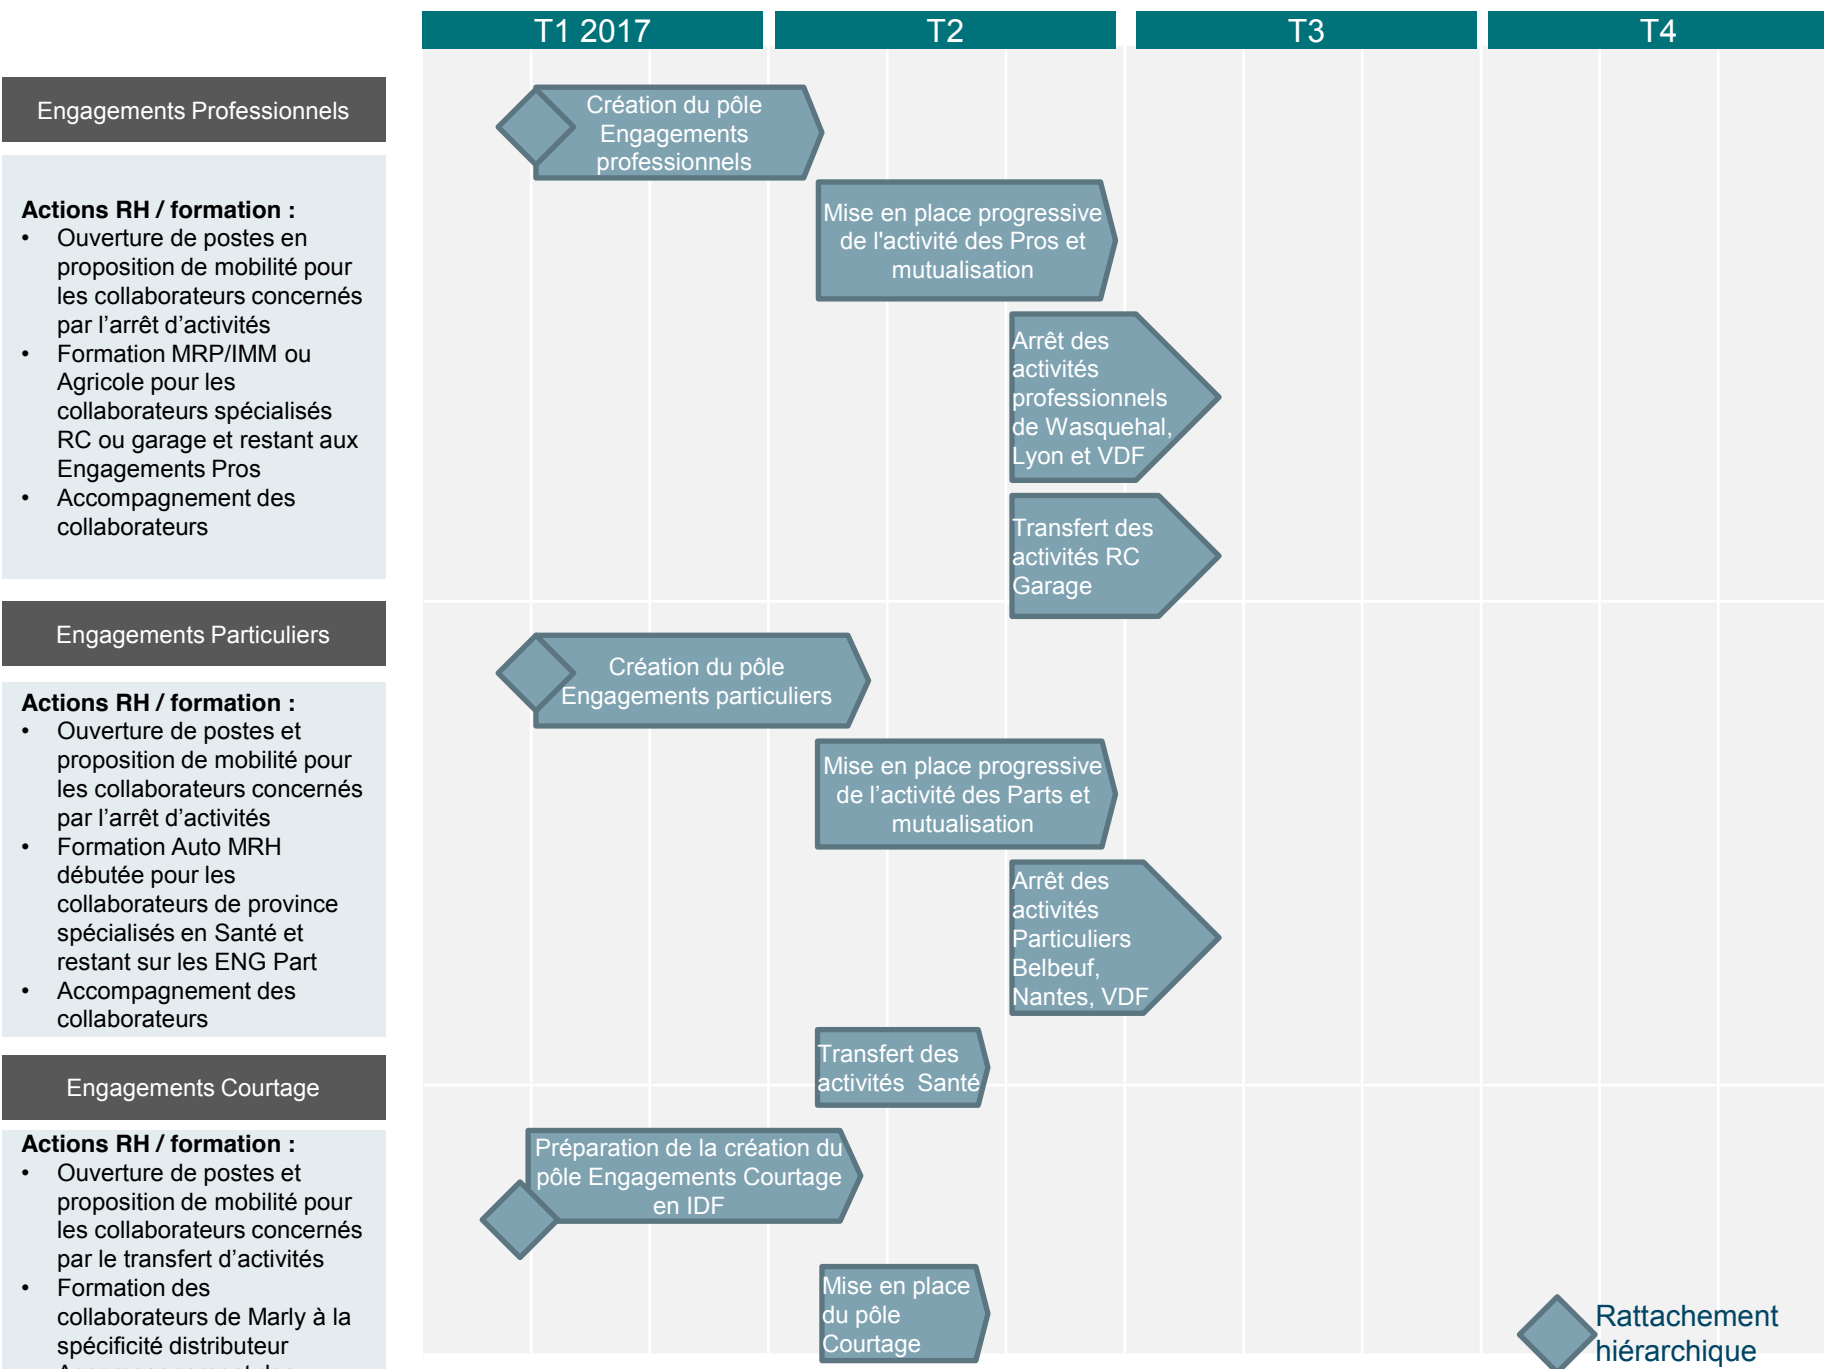 T1 2017
T2
T3
T4
Engagements Professionnels
Actions RH / formation :
• Ouverture de postes en
proposition de mobilité pour
les collaborateurs concernés
par l’arrêt d’activités
• Formation MRP/IMM ou
Agricole pour les
collaborateurs spécialisés
RC ou garage et restant aux
Engagements Pros
• Accompagnement des
collaborateurs
Création du pôle
Engagements
professionnels
Mise en place progressive
de l'activité des Pros et
mutualisation
Arrêt des
activités
professionnels
de Wasquehal,
Lyon et VDF
Transfert des
activités RC
Garage
Engagements Particuliers
Actions RH / formation :
• Ouverture de postes et
proposition de mobilité pour
les collaborateurs concernés
par l’arrêt d’activités
• Formation Auto MRH
débutée pour les
collaborateurs de province
spécialisés en Santé et
restant sur les ENG Part
• Accompagnement des
collaborateurs
Création du pôle
Engagements particuliers
Mise en place progressive
de l’activité des Parts et
mutualisation
Arrêt des
activités
Particuliers
Belbeuf,
Nantes, VDF
Transfert des
activités Santé
Engagements Courtage
Actions RH / formation :
• Ouverture de postes et
proposition de mobilité pour
les collaborateurs concernés
par le transfert d’activités
• Formation des
collaborateurs de Marly à la
spécificité distributeur
Préparation de la création du
pôle Engagements Courtage
en IDF
Mise en place
du pôle
Courtage
Rattachement
hiérarchique